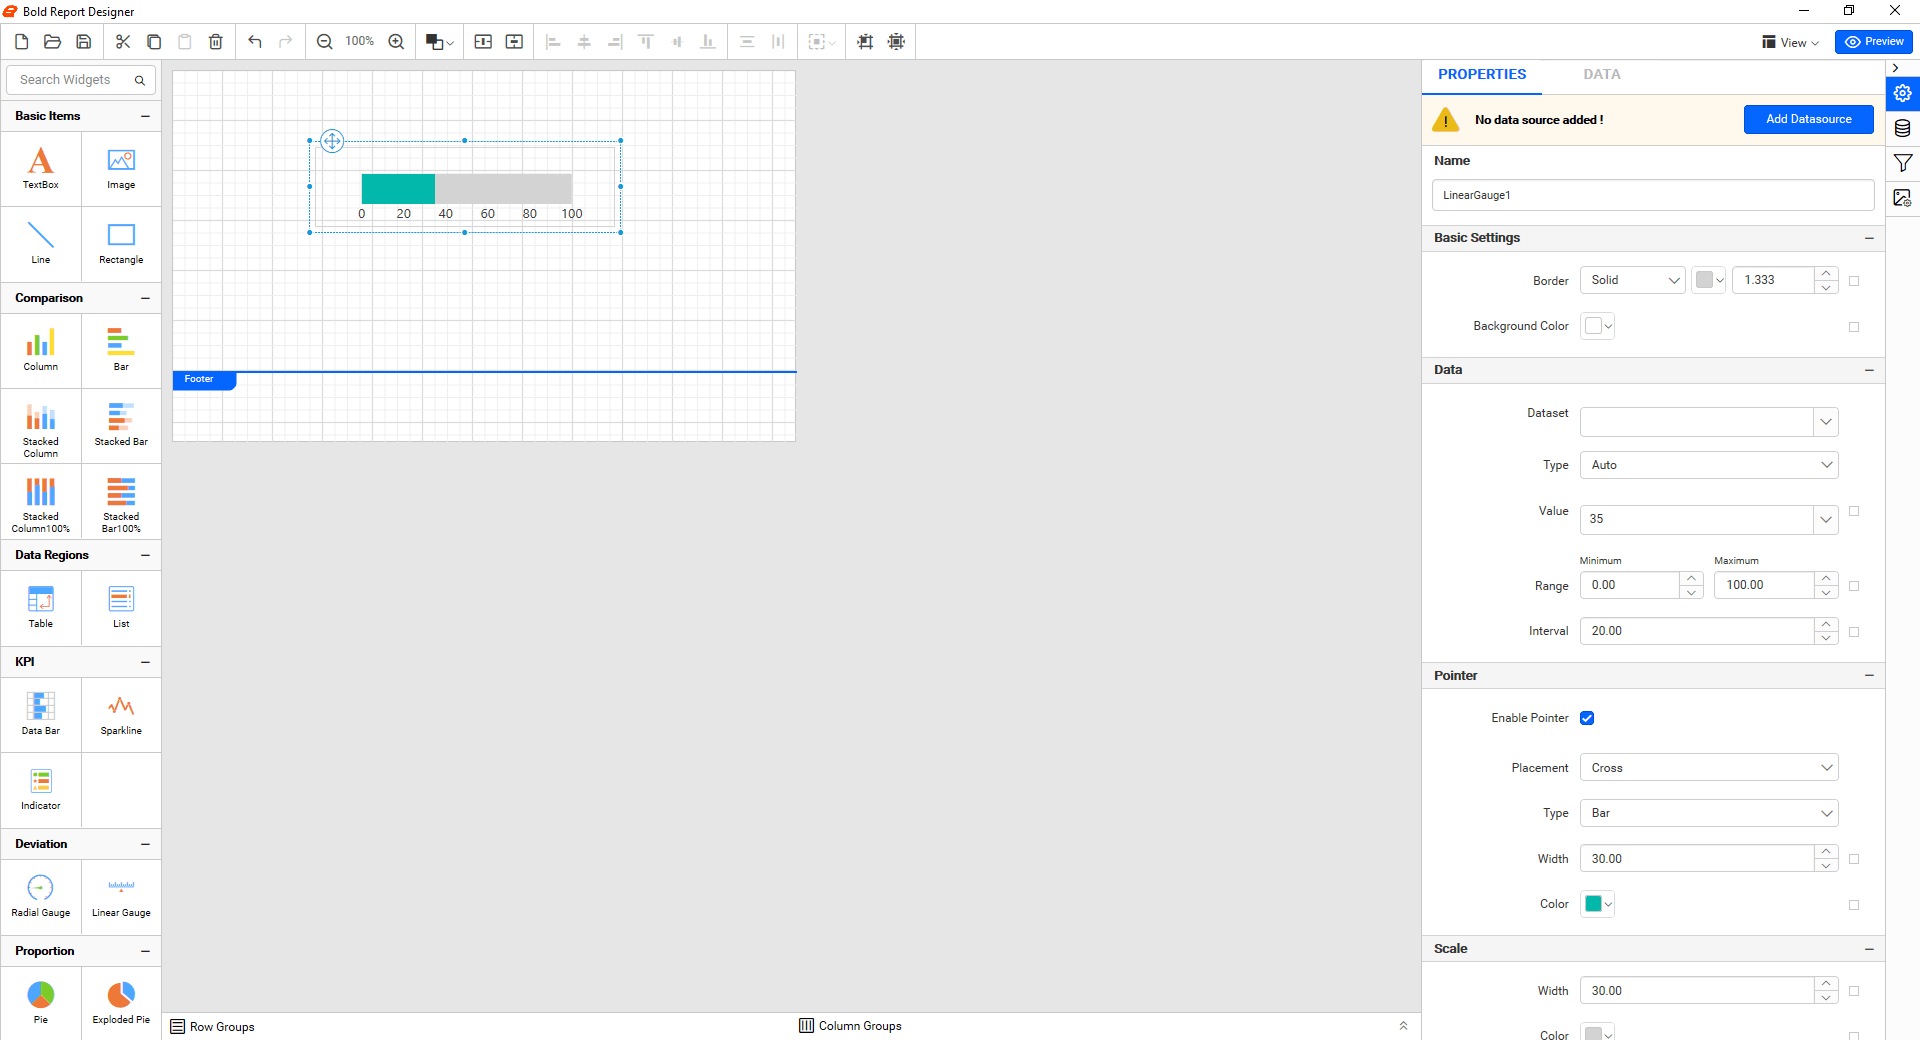 Bold Report Designer
100%
View
Preview
Search Widgets
Basic Items
TextBox
Image
Line
Rectangle
Comparison
Column
Bar
Stacked
Column
Stacked Bar
Stacked
Column100%
Stacked
Bar100%
Data Regions
Table
List
KPI
Data Bar
Sparkline
Indicator
Deviation
Radial Gauge
Linear Gauge
Proportion
Pie
Exploded Pie
0 20 40 60 80 100
Footer
Row Groups
Column Groups
PROPERTIES
DATA
No data source added !
Add Datasource
Name
LinearGauge1
Basic Settings
Border
Solid
1.333
Background Color
Data
Dataset
Type
Auto
Value
35
Minimum
Maximum
Range
0.00
100.00
Interval
20.00
Pointer
Enable Pointer
Placement
Cross
Type
Bar
Width
30.00
Color
Scale
Width
30.00
Color